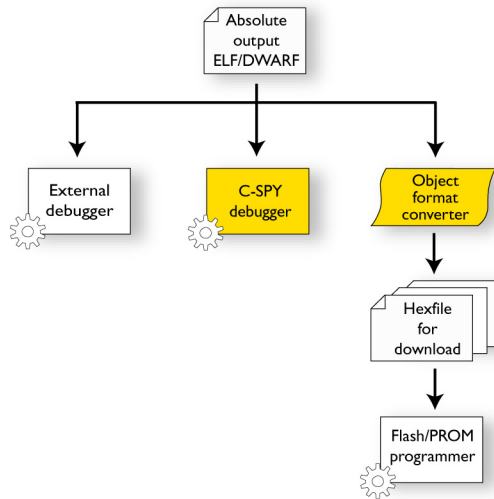 Absolute
output
ELF/DWARF
External
debugger
C-SPY
debugger
Object
format
converter
Hexfile
for
download
Flash/PROM
programmer